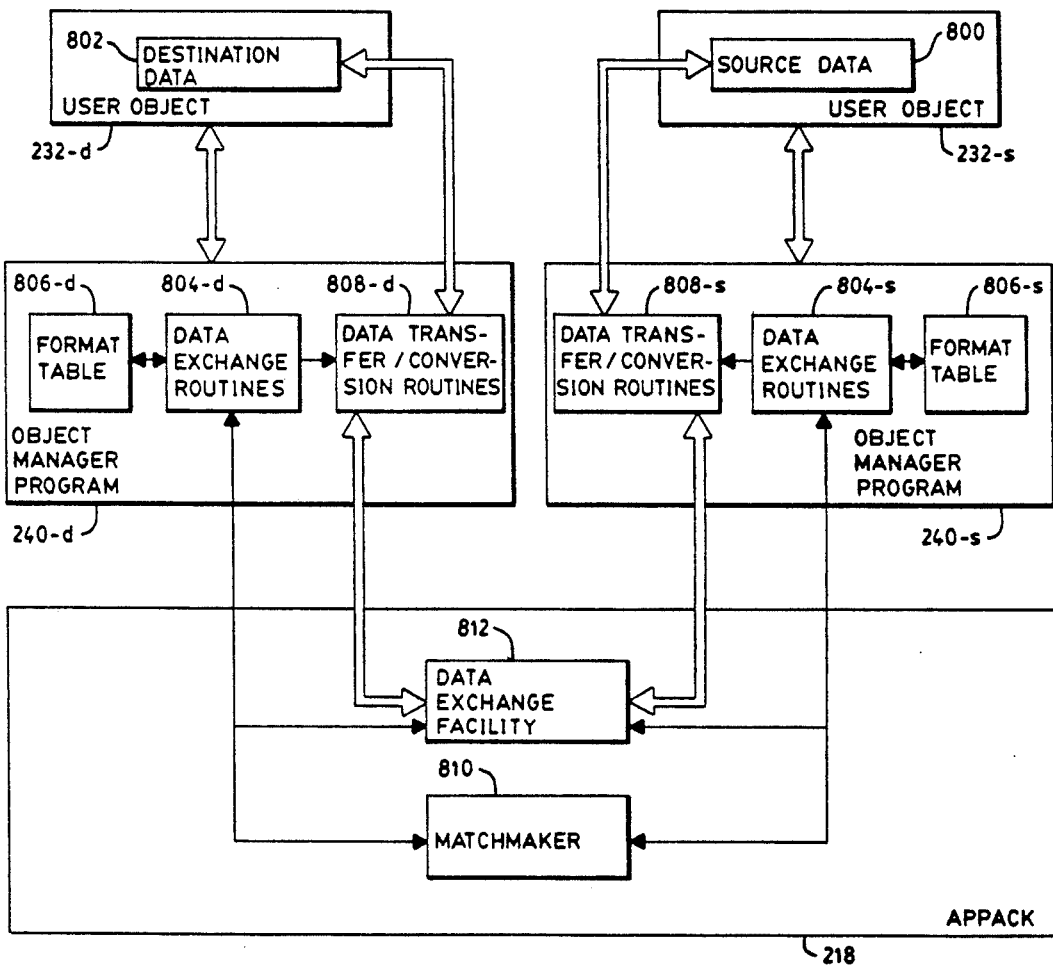 802
DESTINATION
DATA
USER OBJECT
232-d
800
SOURCE DATA
USER OBJECT
232-s
806-d
804-d
808-d
FORMAT
TABLE
DATA
EXCHANGE
ROUTINES
DATA TRANS-
FER/CONVER-
SION ROUTINES
OBJECT
MANAGER
PROGRAM
240-d
808-s
804-s
806-s
DATA TRANS-
FER/CONVER-
SION ROUTINES
DATA
EXCHANGE
ROUTINES
FORMAT
TABLE
OBJECT
MANAGER
PROGRAM
240-s
812
DATA
EXCHANGE
FACILITY
810
MATCHMAKER
APPACK
218